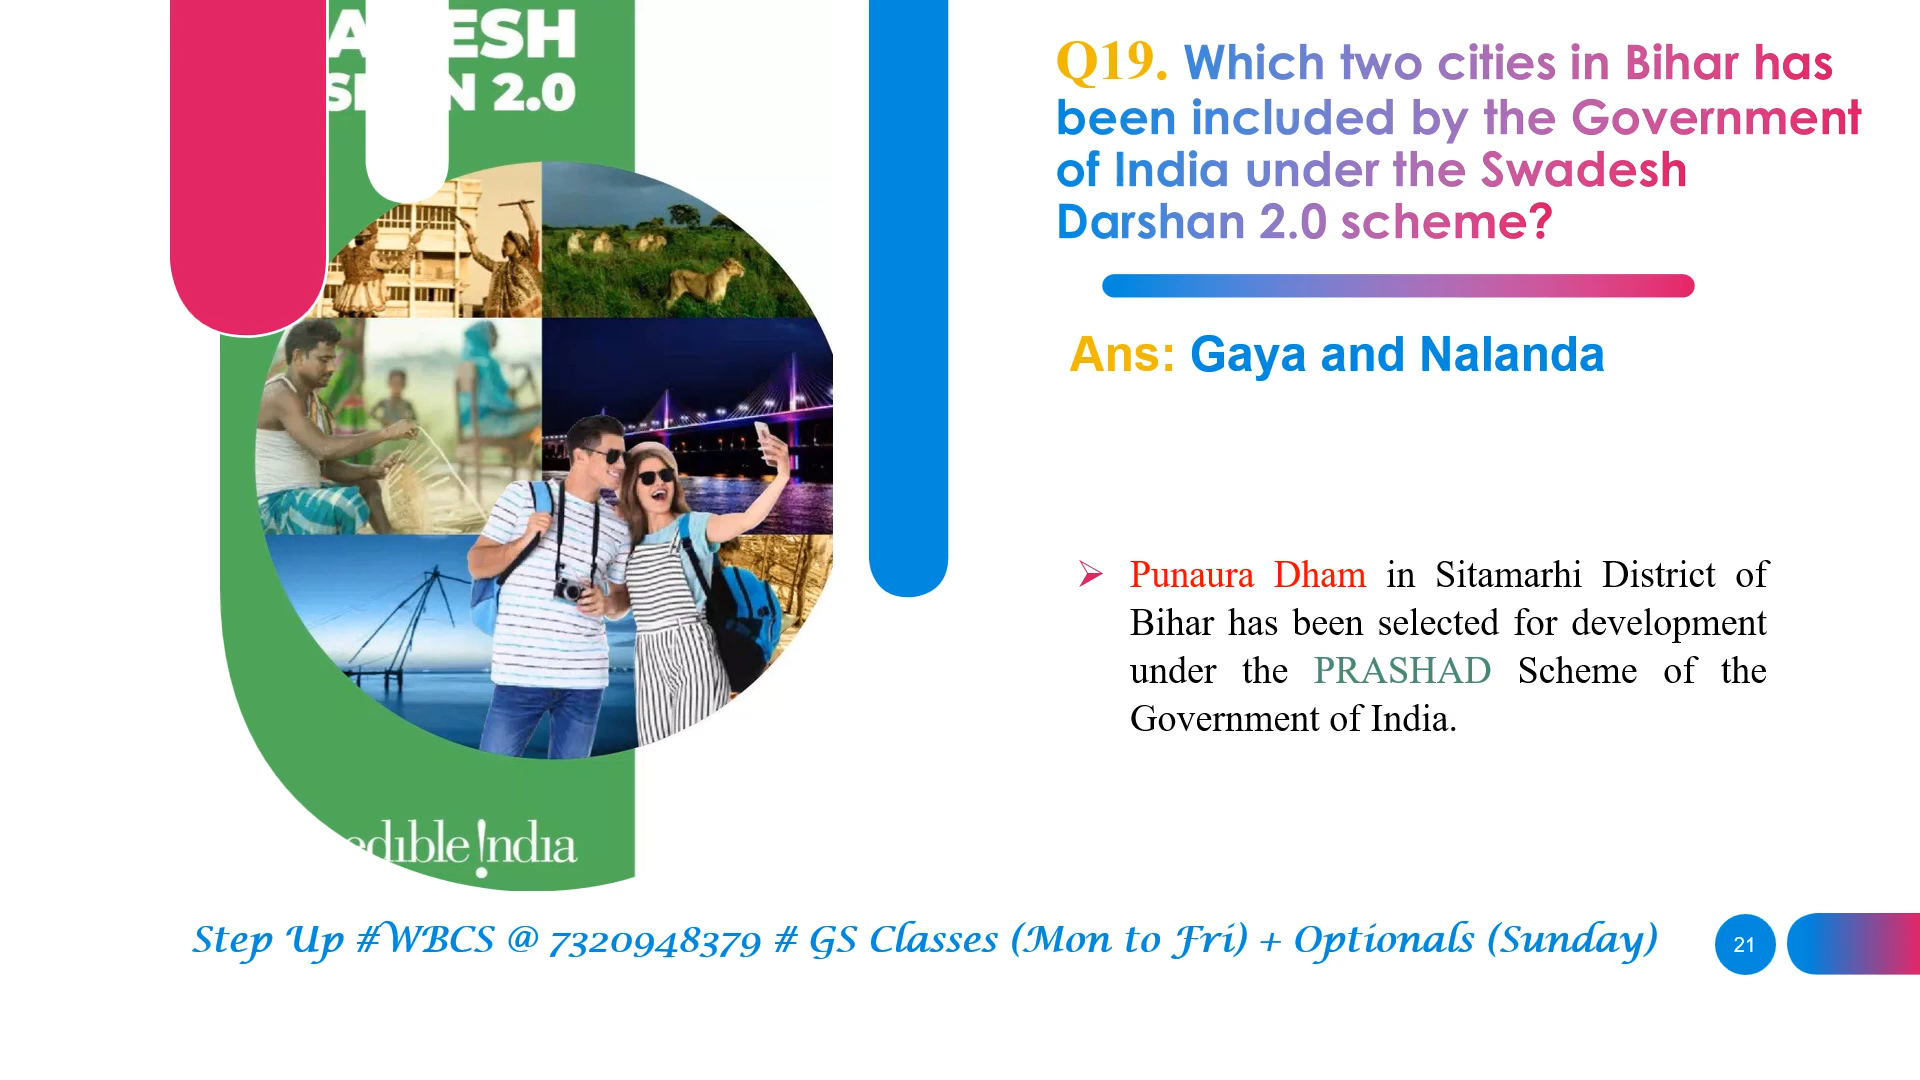 ESH
N 2.0
Q19. Which two cities in Bihar has
been included by the Government
of India under the Swadesh
Darshan 2.0 scheme?
Ans: Gaya and Nalanda
➢ Punaura Dham in Sitamarhi District of
Bihar has been selected for development
under the PRASHAD Scheme of the
Government of India.
edible !ndia
Step Up #WBCS @ 7320948379 # GS Classes (Mon to Fri) + Optionals (Sunday)
21